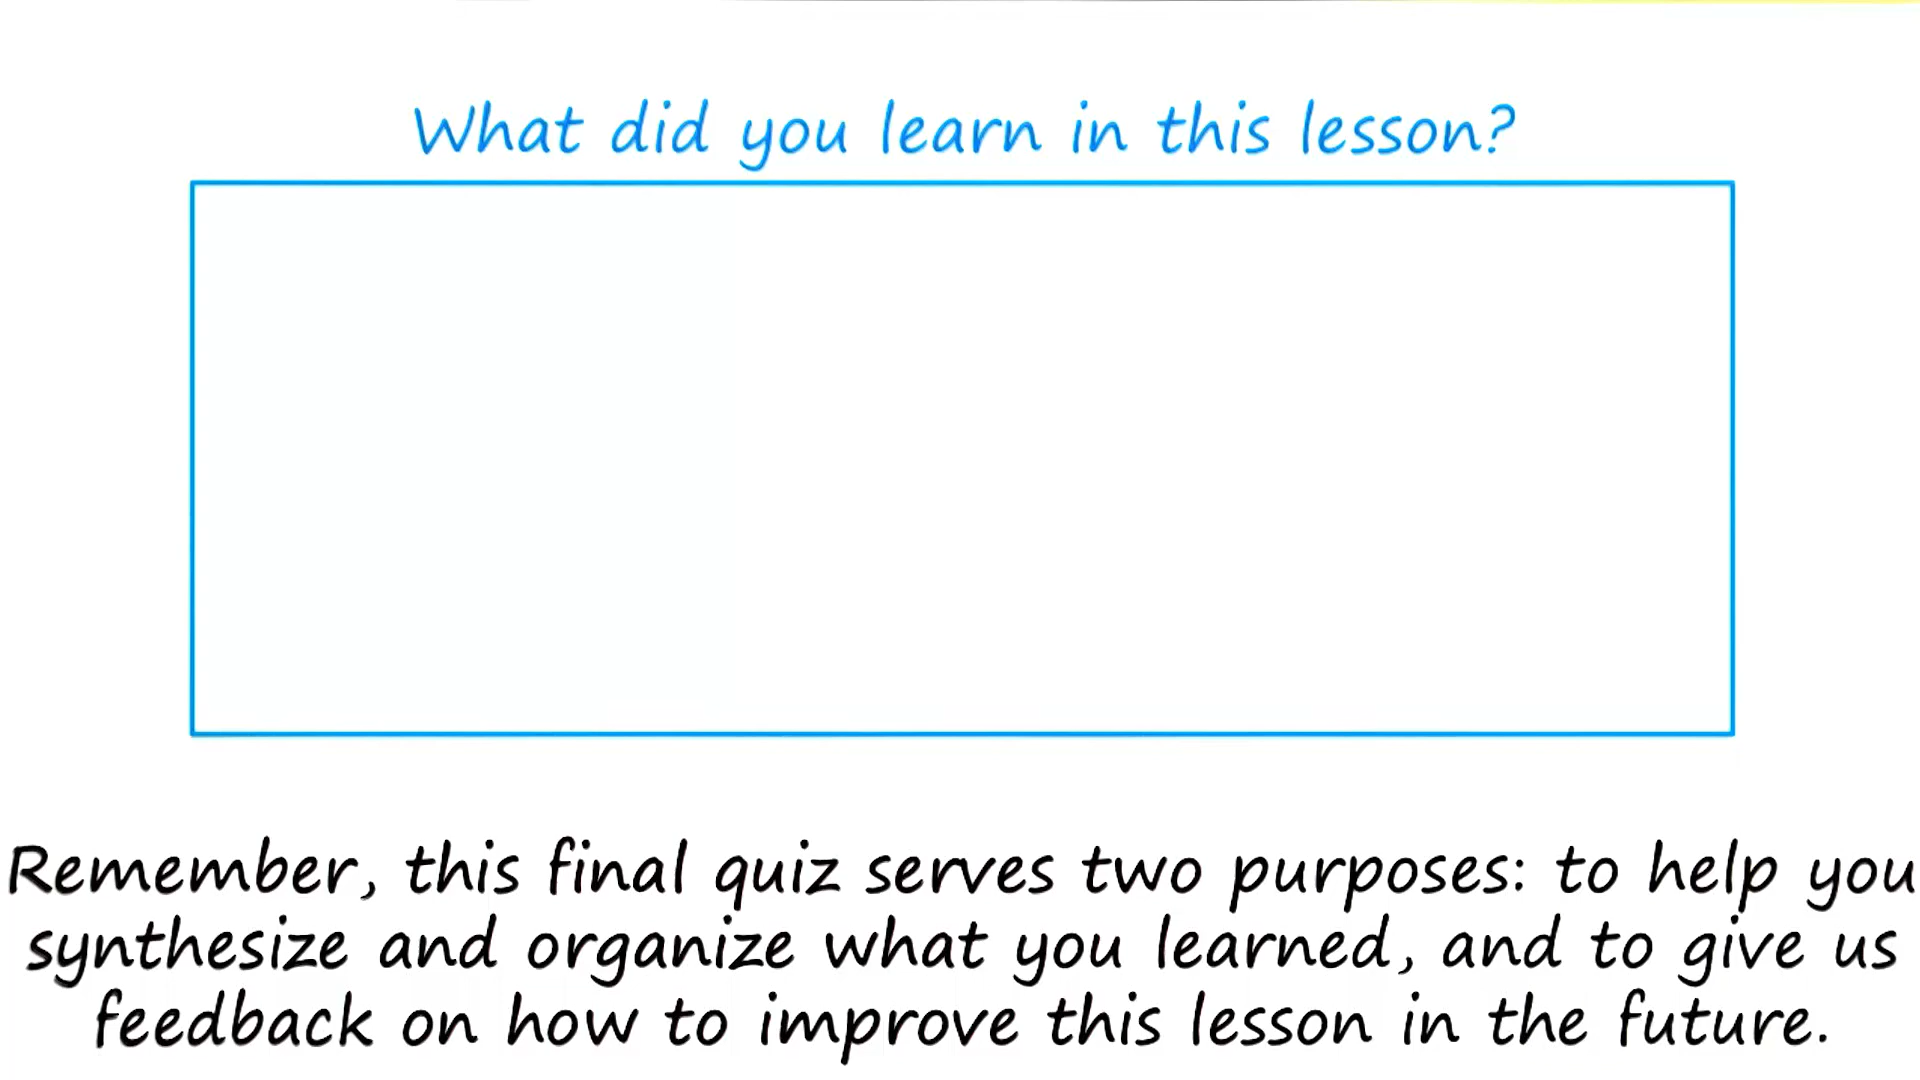 What did you learn in this lesson?
Remember, this final quiz serves two purposes: to help you
synthesize and organize what you learned, and to give us
feedback on how to improve this lesson in the future.